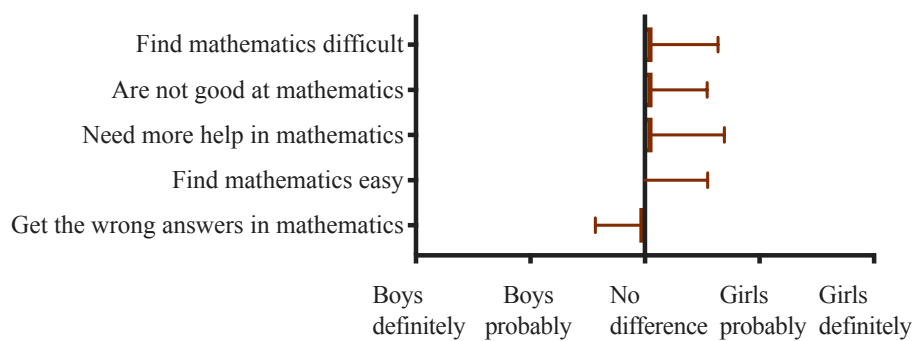 Find mathematics difficult
Are not good at mathematics
Need more help in mathematics
Find mathematics easy
Get the wrong answers in mathematics
Boys definitely
Boys probably
No difference
Girls probably
Girls definitely